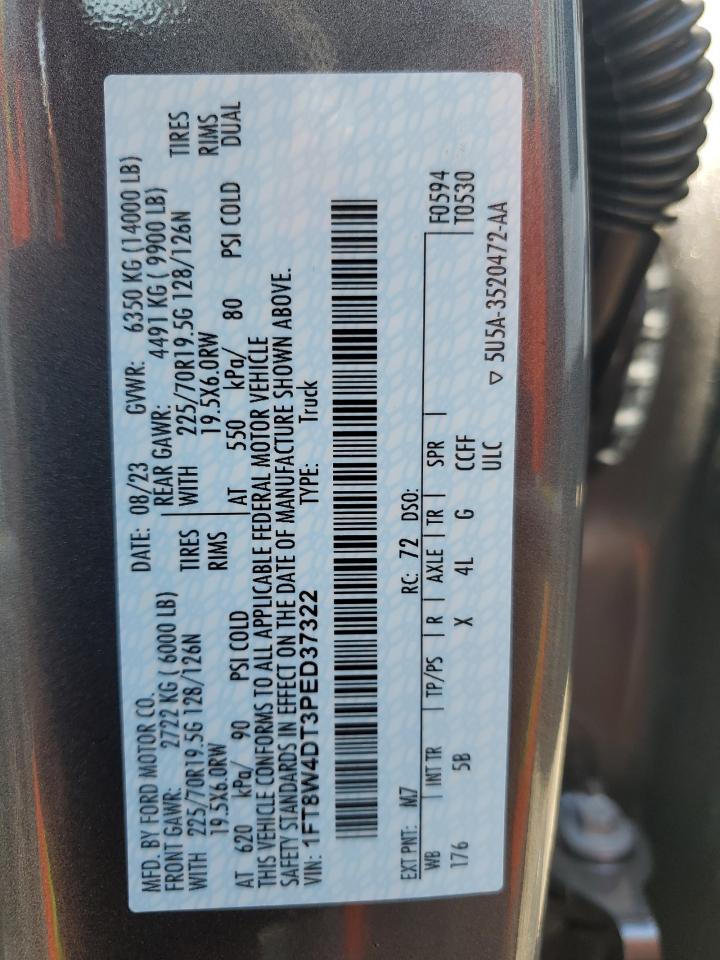 MFD. BY FORD MOTOR CO. DATE: 08/23 GVWR: 6350 KG (14000 LB)
FRONT GAWR: 2722 KG ( 6000 LB) REAR GAWR: 4491 KG ( 9900 LB)
WITH 225/70R19.5G 128/126N TIRES WITH 225/70R19.5G 128/126N TIRES
19.5X6.0RW RIMS 19.5X6.0RW RIMS
AT 620 kPa/ 90 PSI COLD AT 550 kPa/ 80 PSI COLD DUAL
THIS VEHICLE CONFORMS TO ALL APPLICABLE FEDERAL MOTOR VEHICLE
SAFETY STANDARDS IN EFFECT ON THE DATE OF MANUFACTURE SHOWN ABOVE.
VIN: 1FT8W4DT3PED37322 TYPE: Truck
EXT PNT: M7 RC: 72 DSO: F0594
WB INT TR TP/PS R AXLE TR SPR T0530
176 5B X 4L G CCFF
ULC ▽ 5U5A-3520472-AA